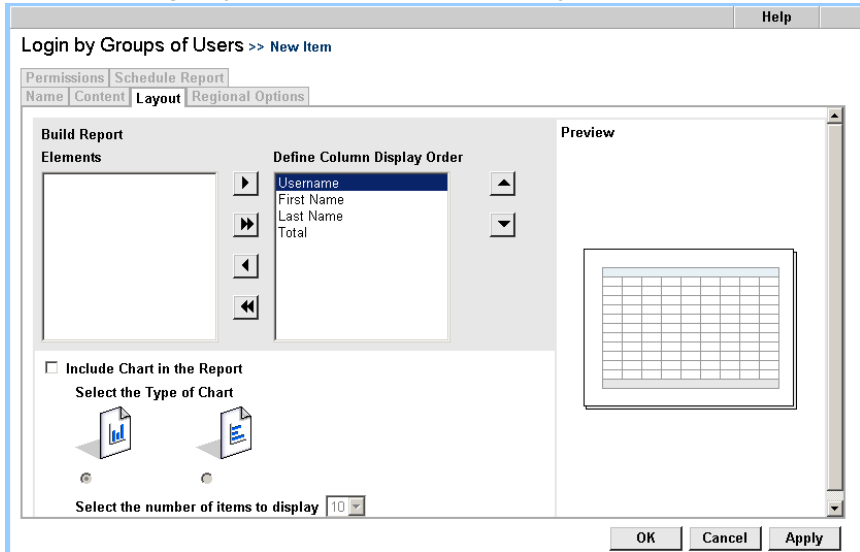 Help
Login by Groups of Users >> New Item
Permissions Schedule Report
Name Content Layout Regional Options
Build Report
Preview
Elements
Define Column Display Order
Username
First Name
Last Name
Total
Include Chart in the Report
Select the Type of Chart
Select the number of items to display 10
OK Cancel Apply